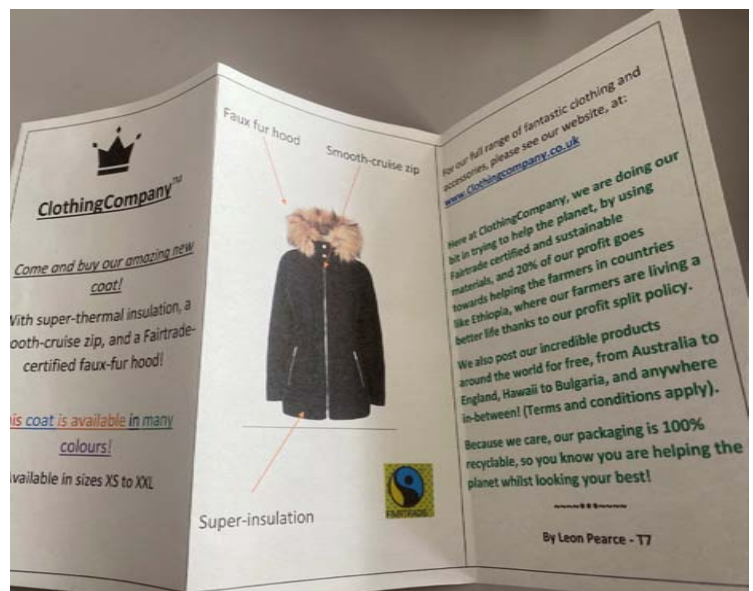 ClothingCompany™
Come and buy our amazing new
coat!
With super-thermal insulation, a
ooth-cruise zip, and a Fairtrade-
certified faux-fur hood!
is coat is available in many
colours!
vailable in sizes XS to XXL
Faux fur hood
Smooth-cruise zip
Super-insulation
FAIRTRADE
For our full range of fantastic clothing and
accessories, please see our website, at:
www.Clothingcompany.co.uk
Here at ClothingCompany, we are doing our
bit in trying to help the planet, by using
Fairtrade certified and sustainable
materials, and 20% of our profit goes
towards helping the farmers in countries
like Ethiopia, where our farmers are living a
better life thanks to our profit split policy.
We also post our incredible products
around the world for free, from Australia to
England, Hawaii to Bulgaria, and anywhere
in-between! (Terms and conditions apply).
Because we care, our packaging is 100%
recyclable, so you know you are helping the
planet whilst looking your best!
By Leon Pearce - T7